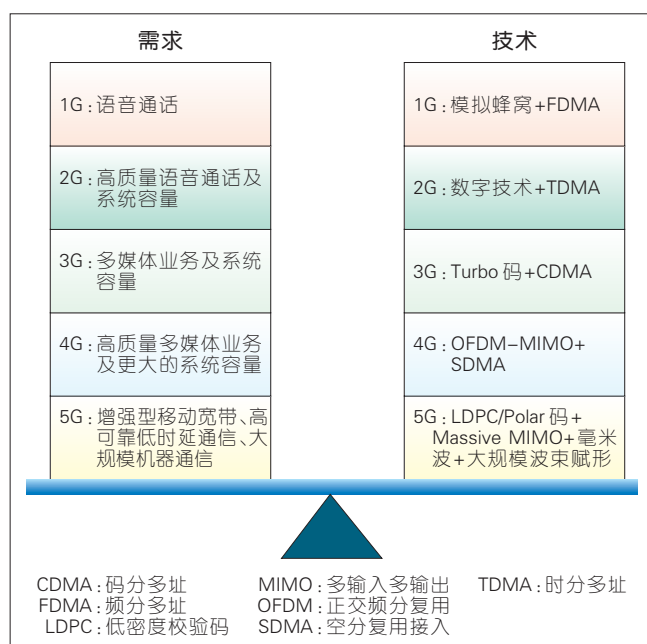 需求
1G：语音通话
2G：高质量语音通话及
系统容量
3G：多媒体业务及系统
容量
4G：高质量多媒体业务
及更大的系统容量
5G：增强型移动宽带、高
可靠低时延通信、大
规模机器通信
技术
1G：模拟蜂窝+FDMA
2G：数字技术+TDMA
3G：Turbo 码+CDMA
4G：OFDM-MIMO+
SDMA
5G：LDPC/Polar 码+
Massive MIMO+毫米
波+大规模波束赋形
CDMA：码分多址
FDMA：频分多址
LDPC：低密度校验码
MIMO：多输入多输出
OFDM：正交频分复用
SDMA：空分复用接入
TDMA：时分多址